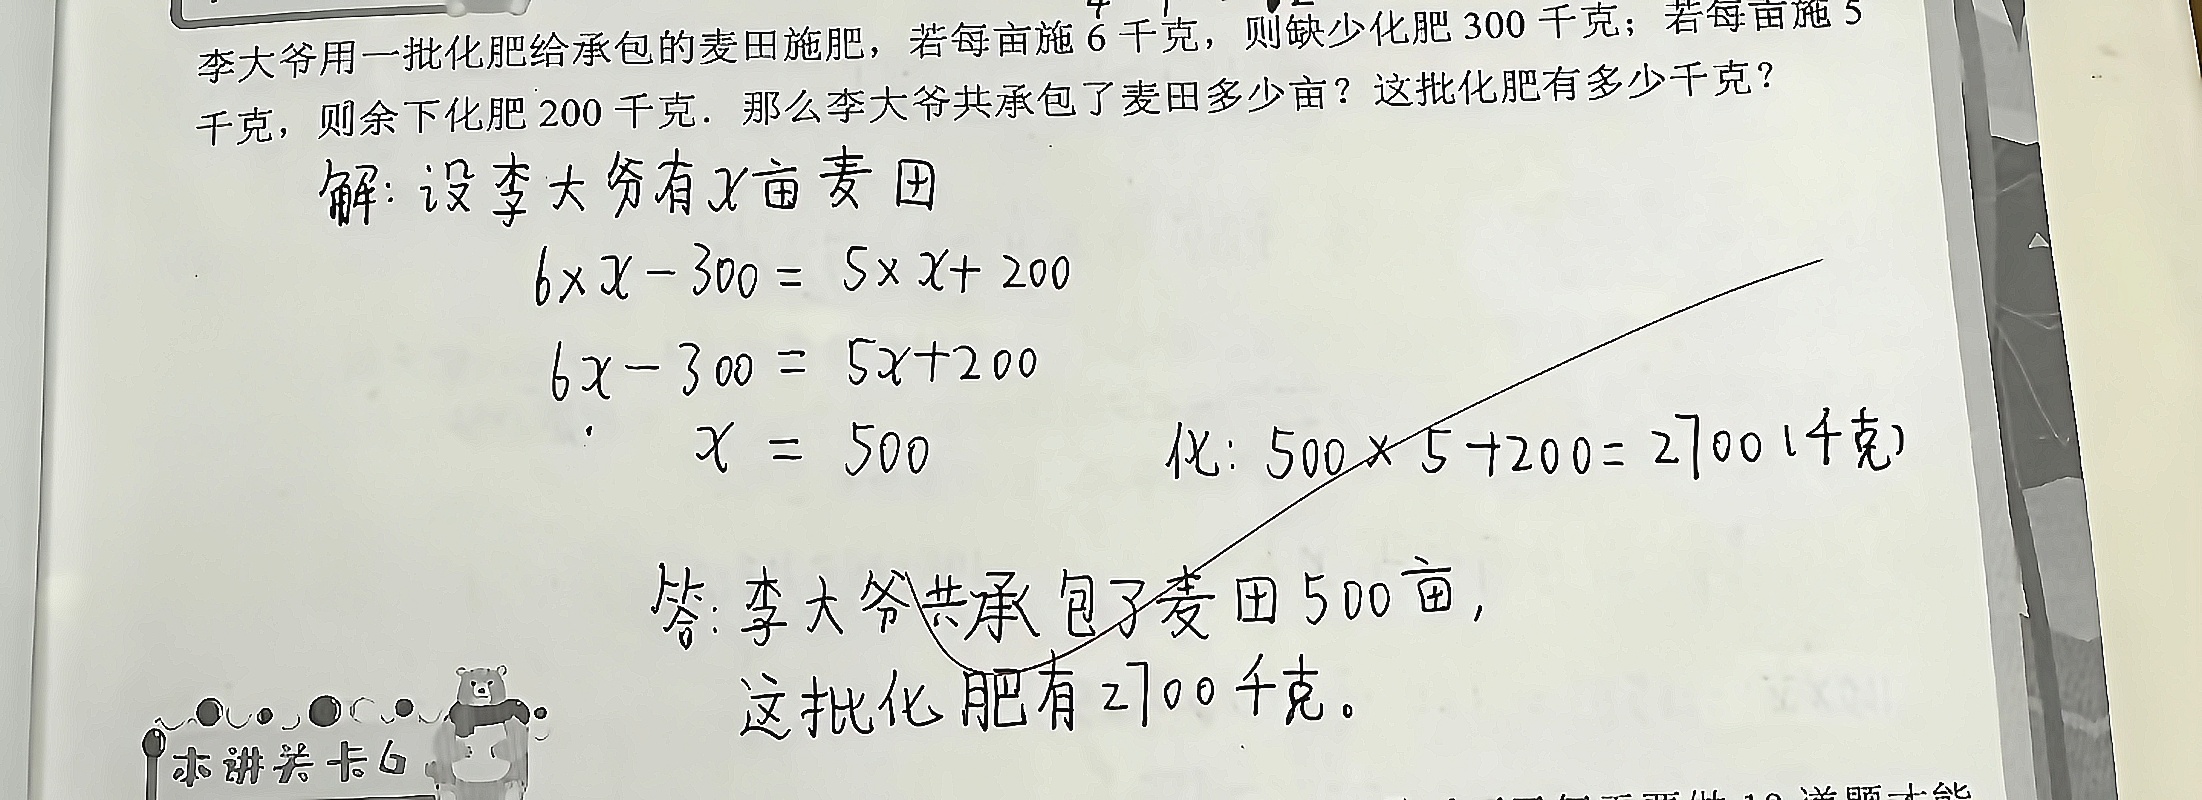 李大爷用一批化肥给承包的麦田施肥，若每亩施 6 千克，则缺少化肥 300 千克；若每亩施 5
千克，则余下化肥 200 千克．那么李大爷共承包了麦田多少亩？这批化肥有多少千克？
解：设李大爷有x亩麦田
6×x－300＝5×x＋200
6x－300＝5x＋200
x＝500
化：500×5＋200＝2700（千克）
答：李大爷共承包了麦田500亩，
这批化肥有2700千克。
本讲关卡6